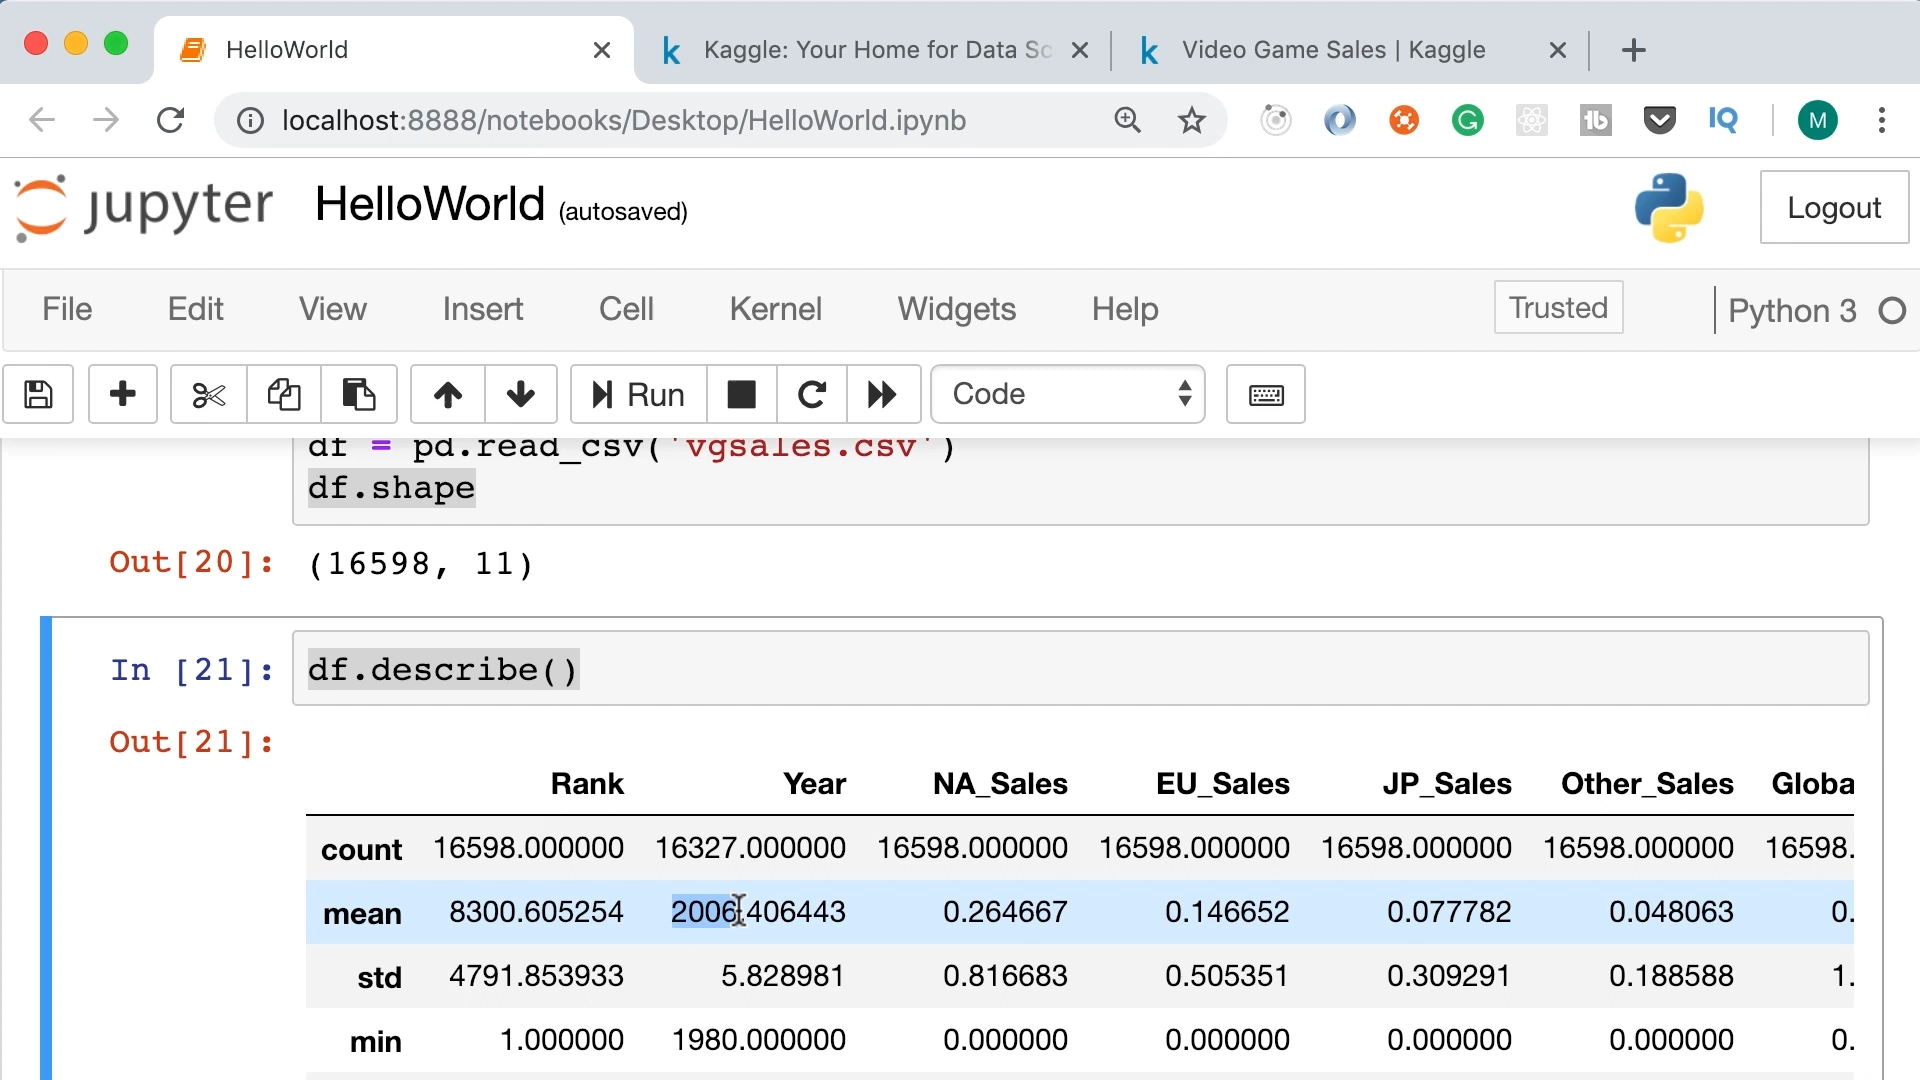 HelloWorld
Kaggle: Your Home for Data Sc
Video Game Sales | Kaggle
localhost:8888/notebooks/Desktop/HelloWorld.ipynb
IQ
M
jupyter HelloWorld (autosaved)
Logout
File Edit View Insert Cell Kernel Widgets Help Trusted Python 3
Run Code
df = pd.read_csv('vgsales.csv')
df.shape
Out[20]: (16598, 11)
In [21]: df.describe()
Out[21]:
Rank Year NA_Sales EU_Sales JP_Sales Other_Sales Globa
count 16598.000000 16327.000000 16598.000000 16598.000000 16598.000000 16598.000000 16598.
mean 8300.605254 2006.406443 0.264667 0.146652 0.077782 0.048063 0.
std 4791.853933 5.828981 0.816683 0.505351 0.309291 0.188588 1.
min 1.000000 1980.000000 0.000000 0.000000 0.000000 0.000000 0.